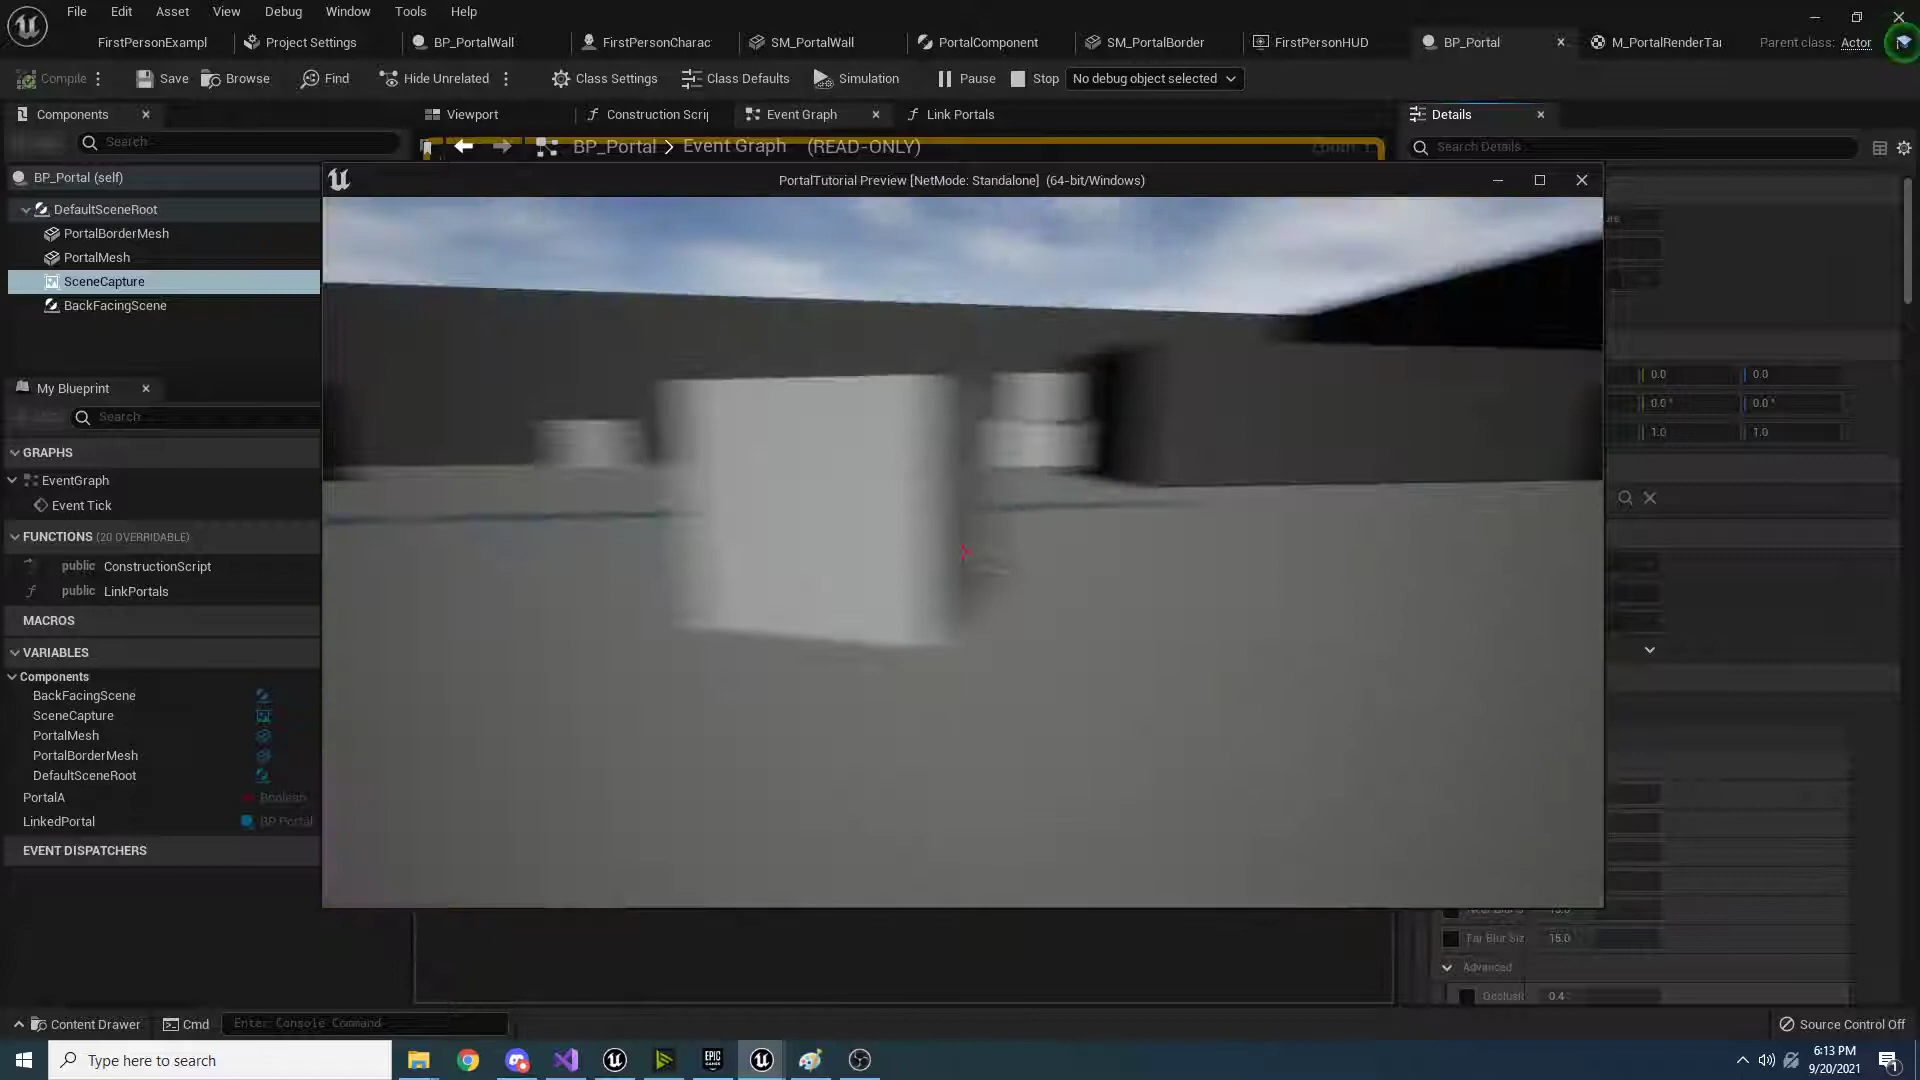 File Edit Asset View Debug Window Tools Help
FirstPersonExampl Project Settings BP_PortalWall FirstPersonCharac SM_PortalWall PortalComponent SM_PortalBorder FirstPersonHUD BP_Portal M_PortalRenderTar Parent class: Actor
Compile Save Browse Find Hide Unrelated Class Settings Class Defaults Simulation Pause Stop No debug object selected
Components Viewport Construction Scrip Event Graph Link Portals Details
Search BP_Portal > Event Graph (READ-ONLY) Search Details
BP_Portal (self)
PortalTutorial Preview [NetMode: Standalone] (64-bit/Windows)
DefaultSceneRoot
PortalBorderMesh
PortalMesh
SceneCapture
BackFacingScene
0.0 0.0
My Blueprint
0.0° 0.0°
Search
1.0 1.0
GRAPHS
EventGraph
Event Tick
FUNCTIONS (20 OVERRIDABLE)
public ConstructionScript
public LinkPortals
MACROS
VARIABLES
Components
BackFacingScene
SceneCapture
PortalMesh
PortalBorderMesh
DefaultSceneRoot
PortalA Boolean
LinkedPortal BP Portal
EVENT DISPATCHERS
Far Blur Siz 15.0
Advanced
Occlusi 0.4
Content Drawer Cmd Enter Console Command Source Control Off
Type here to search
EPIC GAMES
6:13 PM
9/20/2021
1